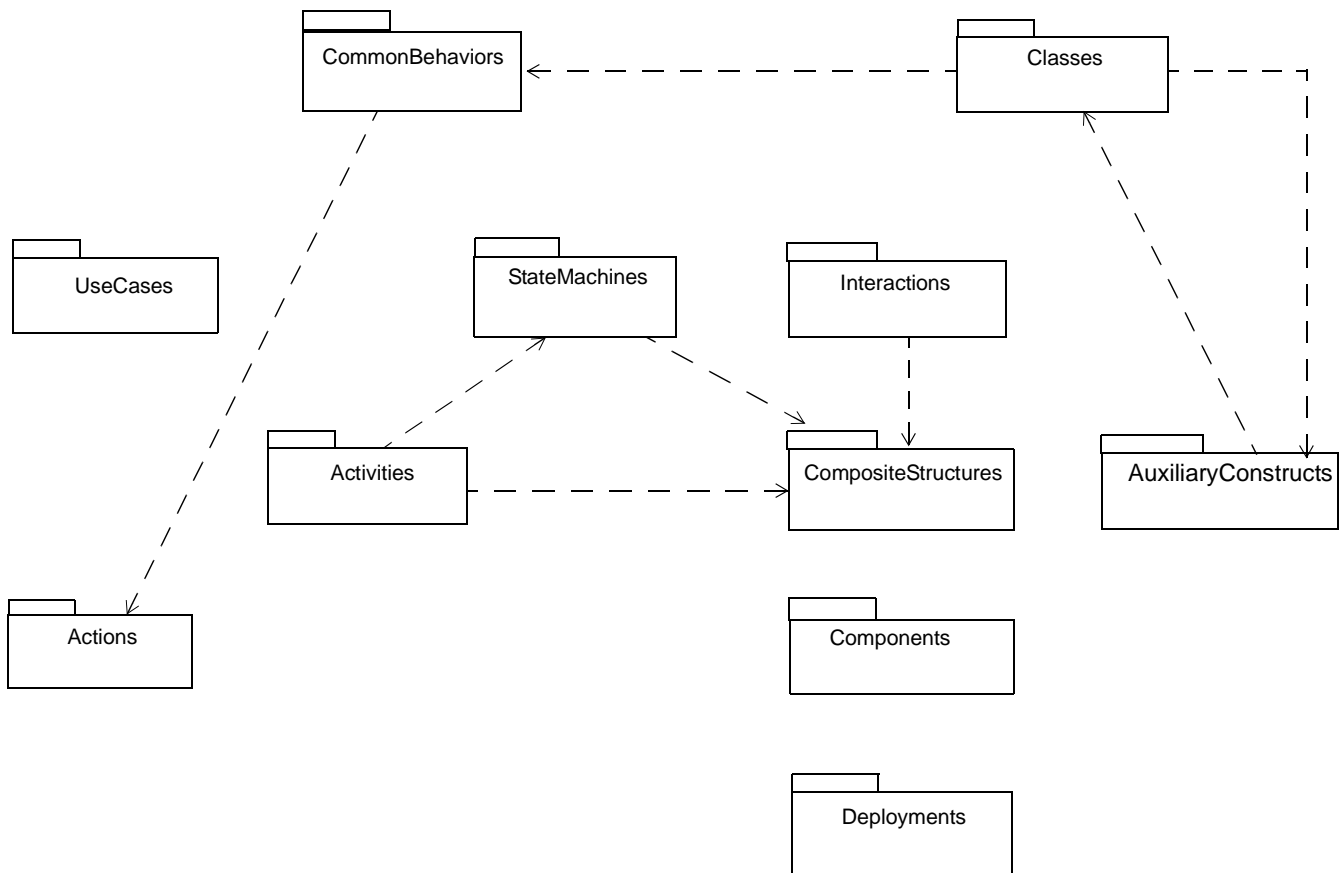 CommonBehaviors
Classes
UseCases
StateMachines
Interactions
Activities
CompositeStructures
AuxiliaryConstructs
Actions
Components
Deployments